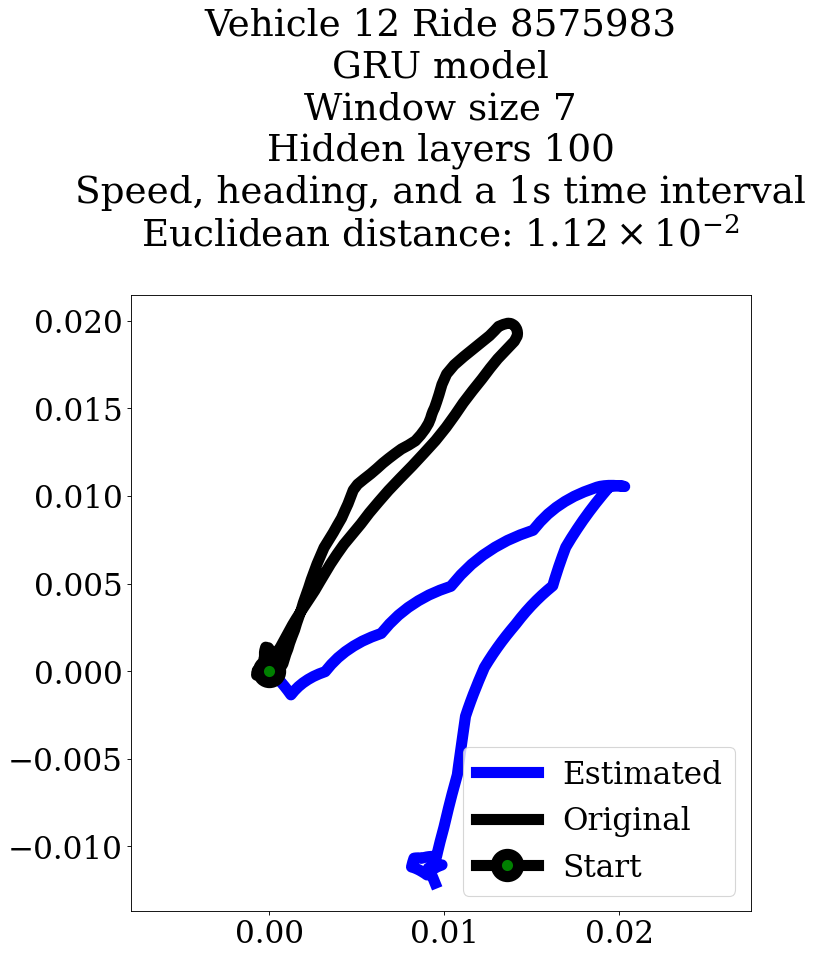 Vehicle 12 Ride 8575983
GRU model
Window size 7
Hidden layers 100
Speed, heading, and a 1s time interval
Euclidean distance: 1.12 × 10⁻²
0.020
0.015
0.010
0.005
0.000
−0.005
−0.010
Estimated
Original
Start
0.00 0.01 0.02